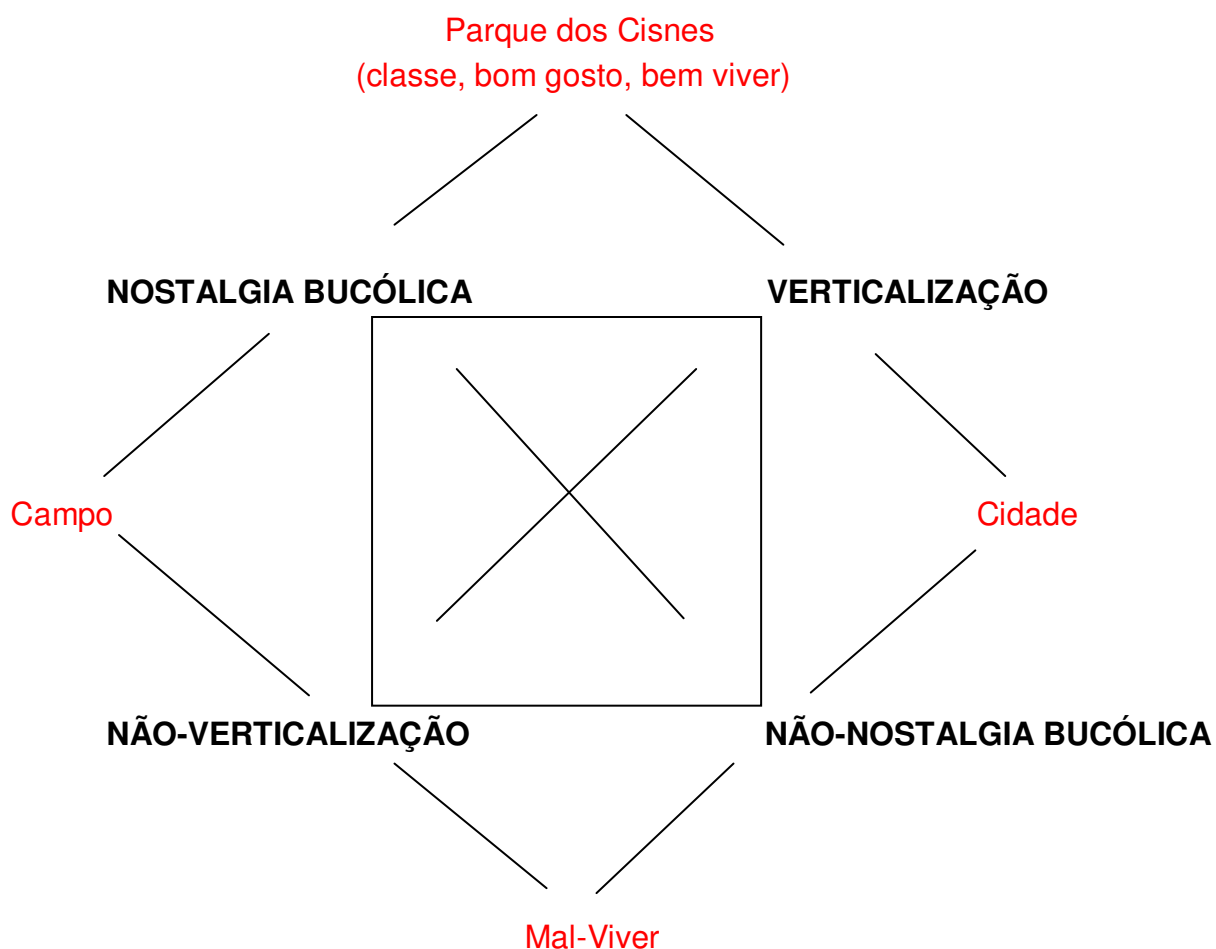 Parque dos Cisnes
(classe, bom gosto, bem viver)
NOSTALGIA BUCÓLICA
VERTICALIZAÇÃO
Campo
Cidade
NÃO-VERTICALIZAÇÃO
NÃO-NOSTALGIA BUCÓLICA
Mal-Viver